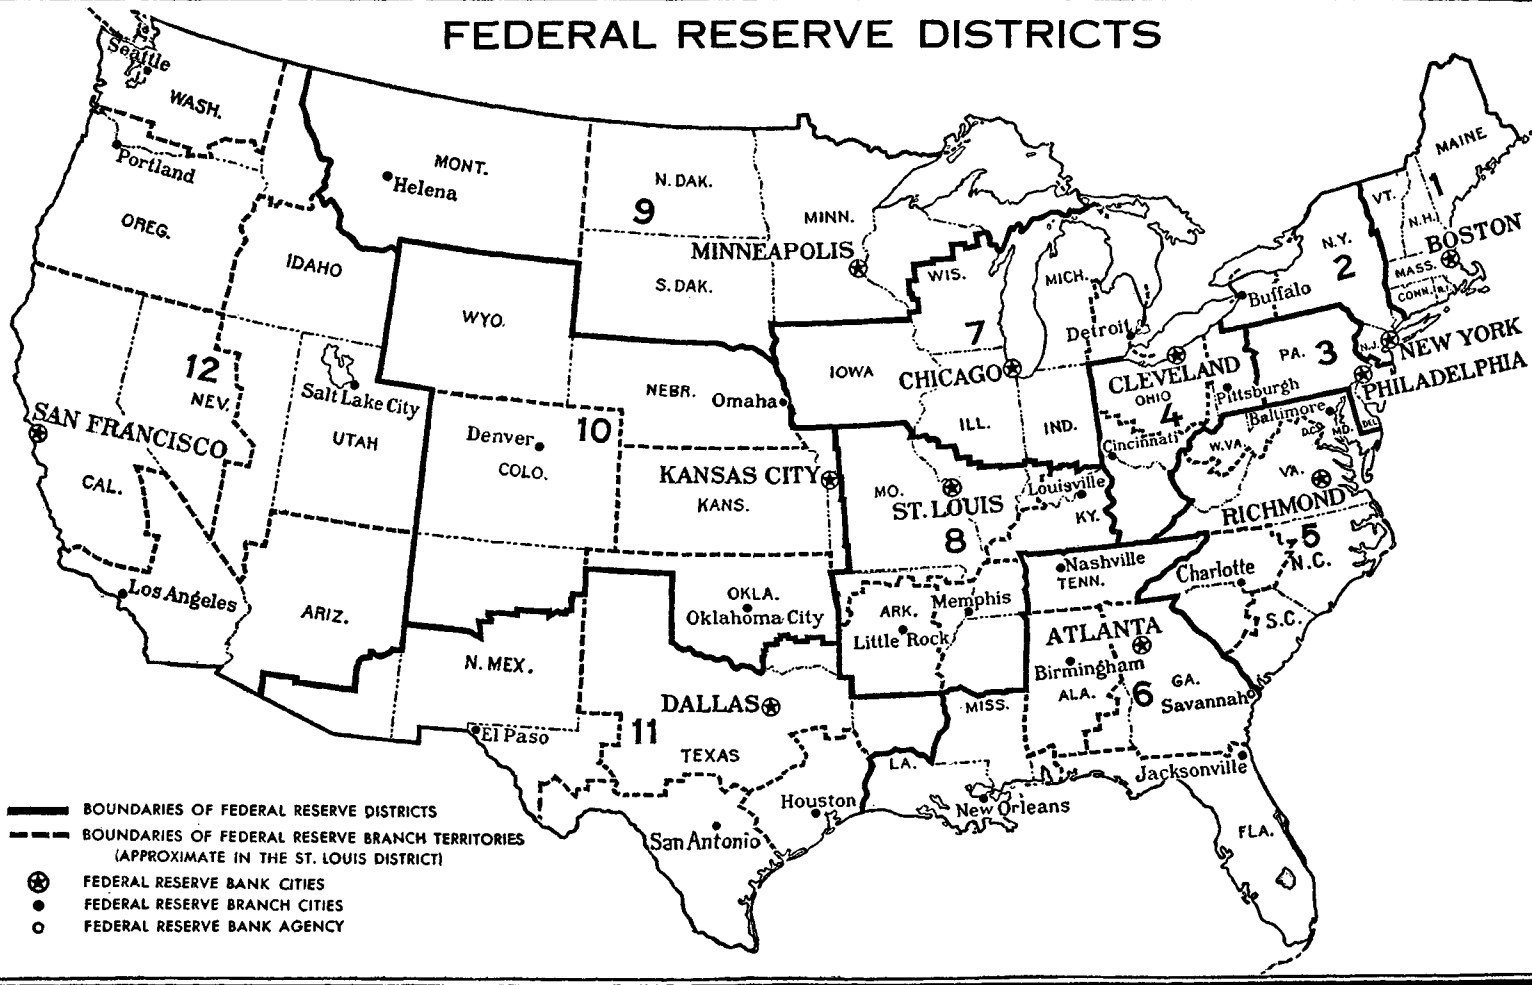 FEDERAL RESERVE DISTRICTS
Seattle
WASH.
Portland
OREG.
MONT.
Helena
IDAHO
N. DAK.
9
MINN.
MINNEAPOLIS
S. DAK.
WYO.
WIS.
7
MICH.
Detroit
MAINE
1
VT.
N.H.
BOSTON
MASS.
CONN.
R.I.
N.Y.
2
Buffalo
NEW YORK
N.J.
PA.
3
PHILADELPHIA
12
NEV.
Salt Lake City
UTAH
SAN FRANCISCO
CAL.
Los Angeles
ARIZ.
NEBR.
Omaha
IOWA
CHICAGO
ILL.
IND.
CLEVELAND
OHIO
4
Pittsburgh
Cincinnati
Baltimore
D.C.
MD.
DEL.
W.VA.
VA.
RICHMOND
5
Denver
10
COLO.
KANSAS CITY
KANS.
MO.
ST. LOUIS
8
Louisville
KY.
Nashville
TENN.
Charlotte
N.C.
S.C.
OKLA.
Oklahoma City
ARK.
Little Rock
Memphis
ATLANTA
Birmingham
ALA.
6
GA.
Savannah
N. MEX.
El Paso
DALLAS
11
TEXAS
MISS.
LA.
New Orleans
Houston
San Antonio
Jacksonville
FLA.
BOUNDARIES OF FEDERAL RESERVE DISTRICTS
BOUNDARIES OF FEDERAL RESERVE BRANCH TERRITORIES
(APPROXIMATE IN THE ST. LOUIS DISTRICT)
FEDERAL RESERVE BANK CITIES
FEDERAL RESERVE BRANCH CITIES
FEDERAL RESERVE BANK AGENCY